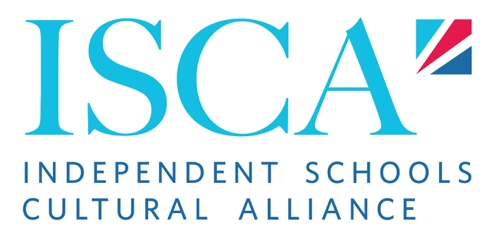 ISCA
INDEPENDENT SCHOOLS
CULTURAL ALLIANCE